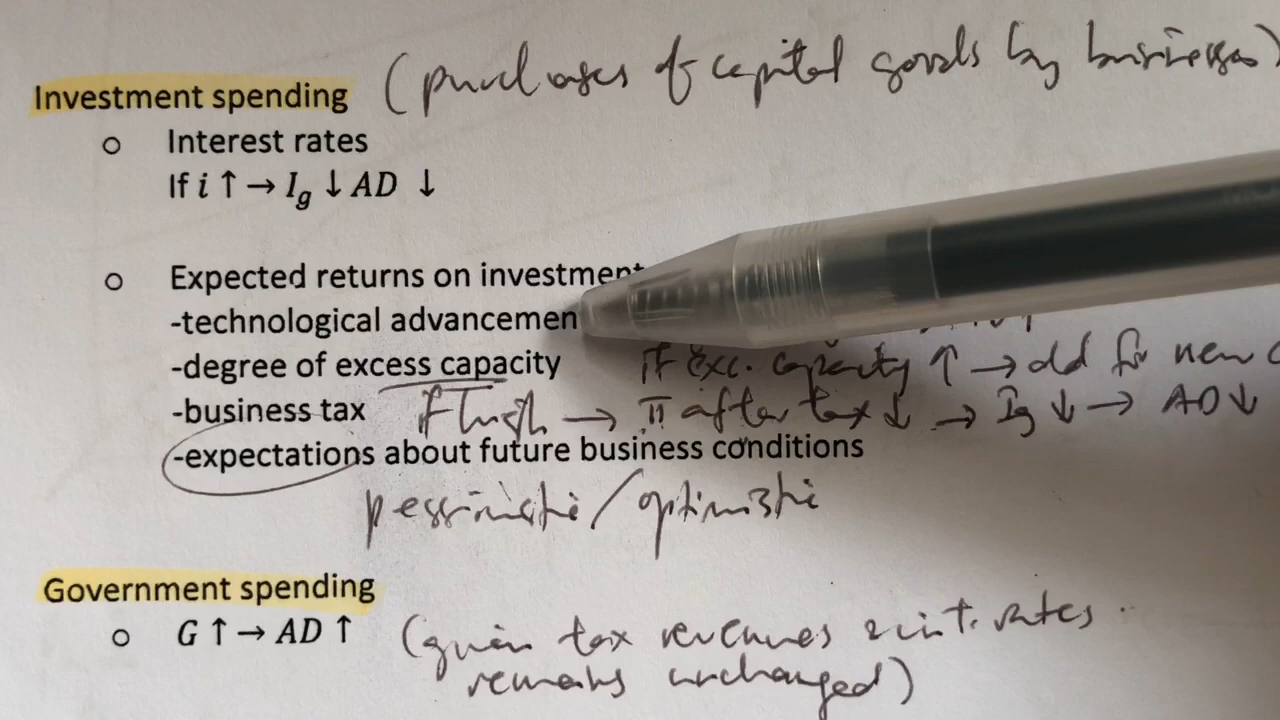 Investment spending (purchases of capital goods by businesses)
○ Interest rates
If i ↑ → Ig ↓ AD ↓
○ Expected returns on investment
-technological advancemen
-degree of excess capacity if exc. capacity ↑ → dd for new
-business tax if high → π after tax ↓ → Ig ↓ → AD ↓
-expectations about future business conditions
pessimistic/optimistic
Government spending
○ G ↑ → AD ↑ (given tax revenues & int. rates
remains unchanged)